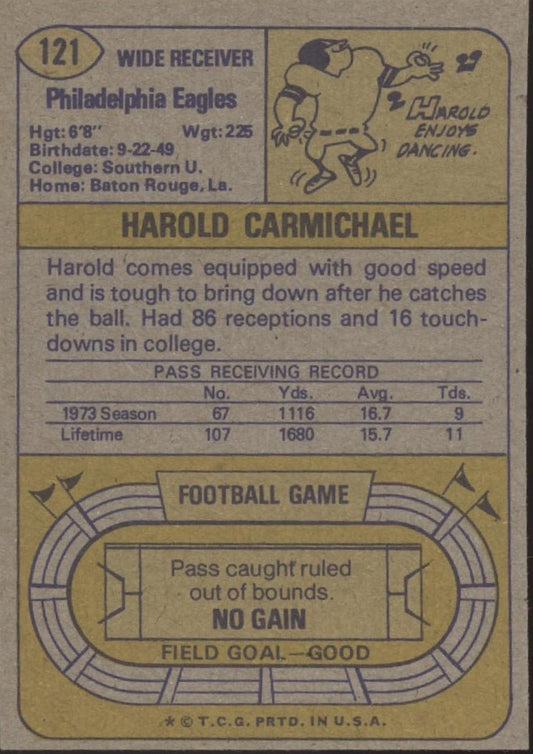 121
WIDE RECEIVER
Philadelphia Eagles
Hgt: 6'8" Wgt: 225
Birthdate: 9-22-49
College: Southern U.
Home: Baton Rouge, La.
HAROLD
ENJOYS
DANCING.
HAROLD CARMICHAEL
Harold comes equipped with good speed
and is tough to bring down after he catches
the ball. Had 86 receptions and 16 touch-
downs in college.
PASS RECEIVING RECORD
No. Yds. Avg. Tds.
1973 Season 67 1116 16.7 9
Lifetime 107 1680 15.7 11
FOOTBALL GAME
Pass caught ruled
out of bounds.
NO GAIN
FIELD GOAL—GOOD
* © T.C.G. PRTD. IN U.S.A.